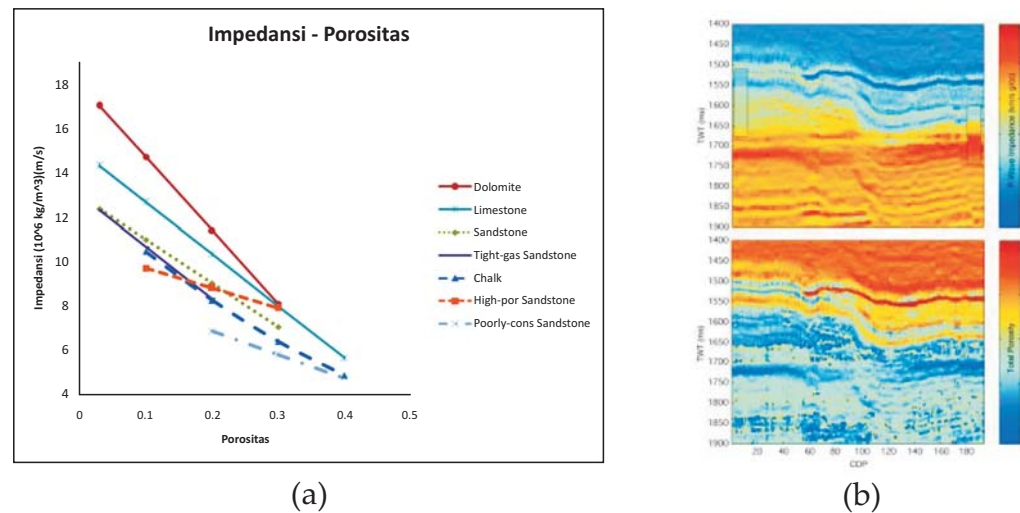 Impedansi - Porositas
Impedansi (10^6 kg/m^3)(m/s)
18
16
14
12
10
8
6
4
0
0.1
0.2
0.3
0.4
0.5
Porositas
Dolomite
Limestone
Sandstone
Tight-gas Sandstone
Chalk
High-por Sandstone
Poorly-cons Sandstone
(a)
b)
TWT (ms)
1400
1450
1500
1550
1600
1650
1700
1750
1800
1850
1900
TWT (ms)
1400
1450
1500
1550
1600
1650
1700
1750
1800
1850
1900
20
40
60
80
100
120
140
160
180
CDP
Total Porosity
(b)